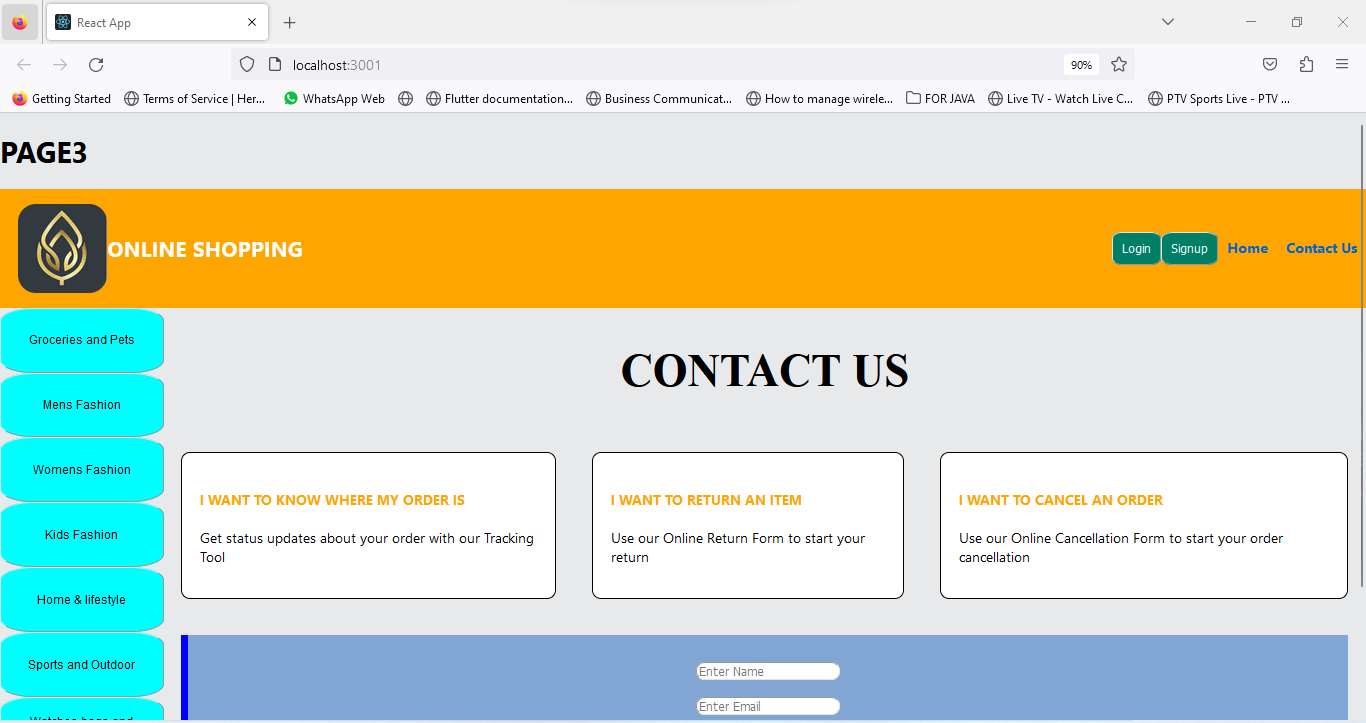 React App
localhost:3001
90%
Getting Started
Terms of Service | Her...
WhatsApp Web
Flutter documentation...
Business Communicat...
How to manage wirele...
FOR JAVA
Live TV - Watch Live C...
PTV Sports Live - PTV ...
PAGE3
ONLINE SHOPPING
Login
Signup
Home
Contact Us
Groceries and Pets
Mens Fashion
Womens Fashion
Kids Fashion
Home & lifestyle
Sports and Outdoor
Watches bags and
CONTACT US
I WANT TO KNOW WHERE MY ORDER IS
Get status updates about your order with our Tracking
Tool
I WANT TO RETURN AN ITEM
Use our Online Return Form to start your
return
I WANT TO CANCEL AN ORDER
Use our Online Cancellation Form to start your order
cancellation
Enter Name
Enter Email